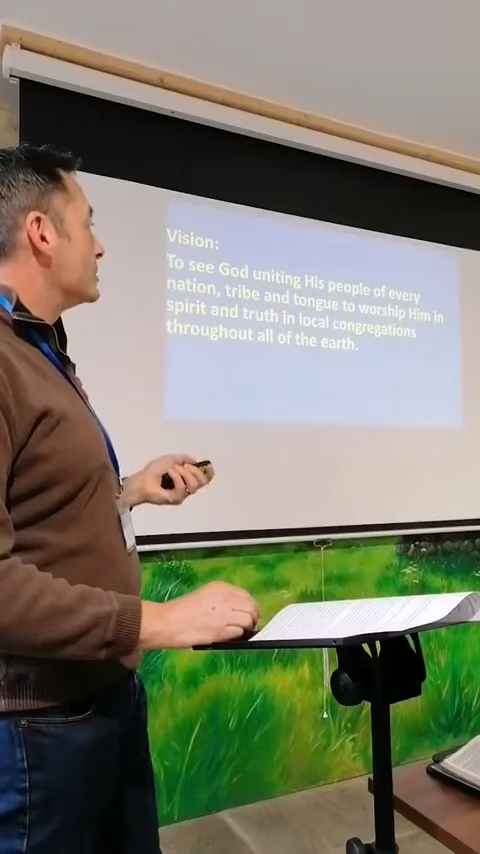 Vision:
To see God uniting His people of every
nation, tribe and tongue to worship Him in
spirit and truth in local congregations
throughout all of the earth.